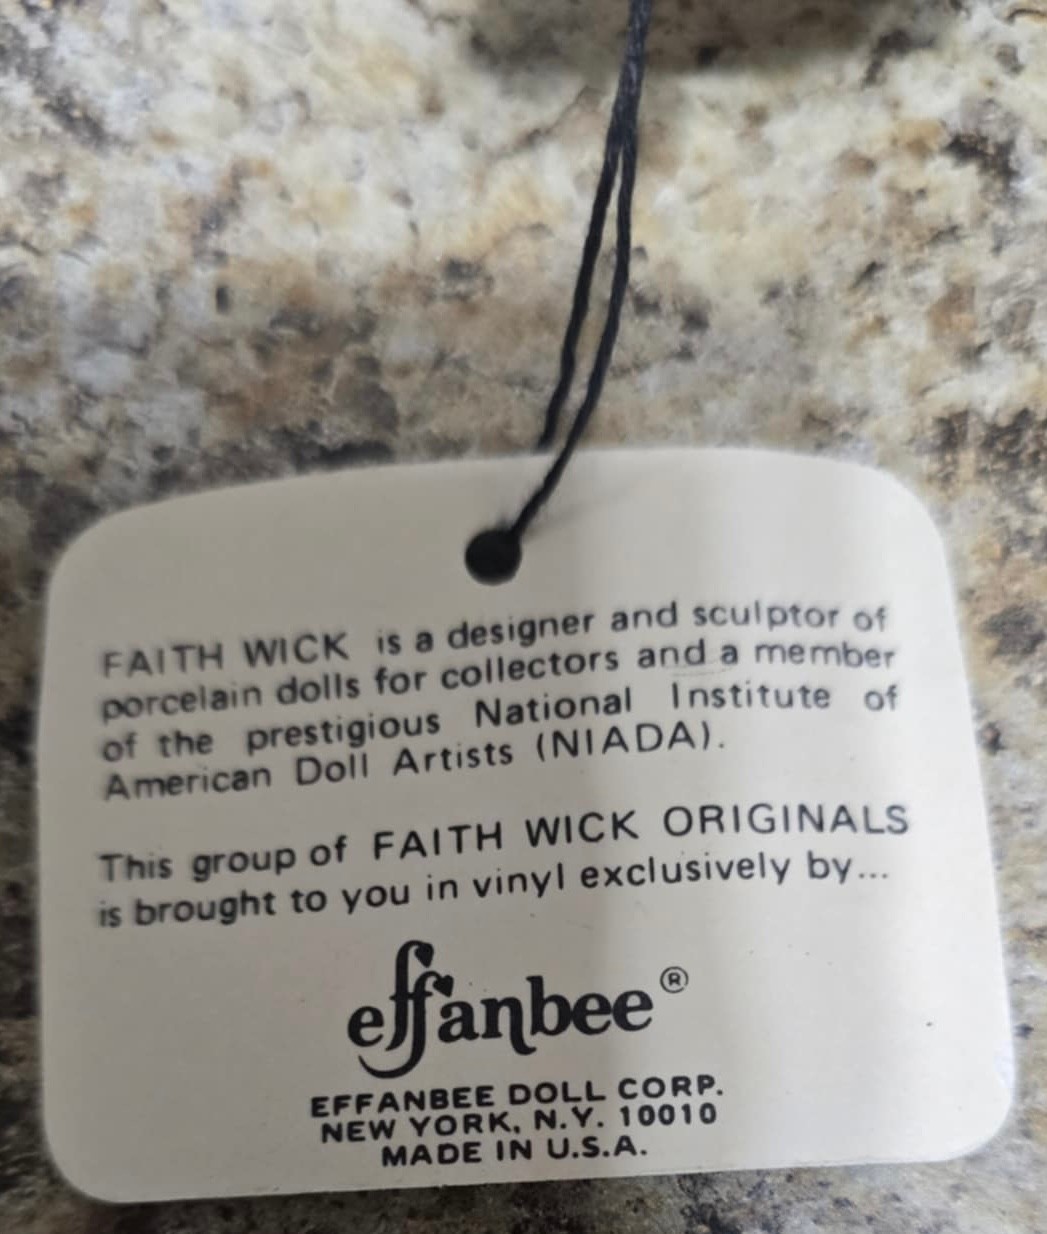 FAITH WICK is a designer and sculptor of
porcelain dolls for collectors and a member
of the prestigious National Institute of
American Doll Artists (NIADA).
This group of FAITH WICK ORIGINALS
is brought to you in vinyl exclusively by...
effanbee®
EFFANBEE DOLL CORP.
NEW YORK, N.Y. 10010
MADE IN U.S.A.